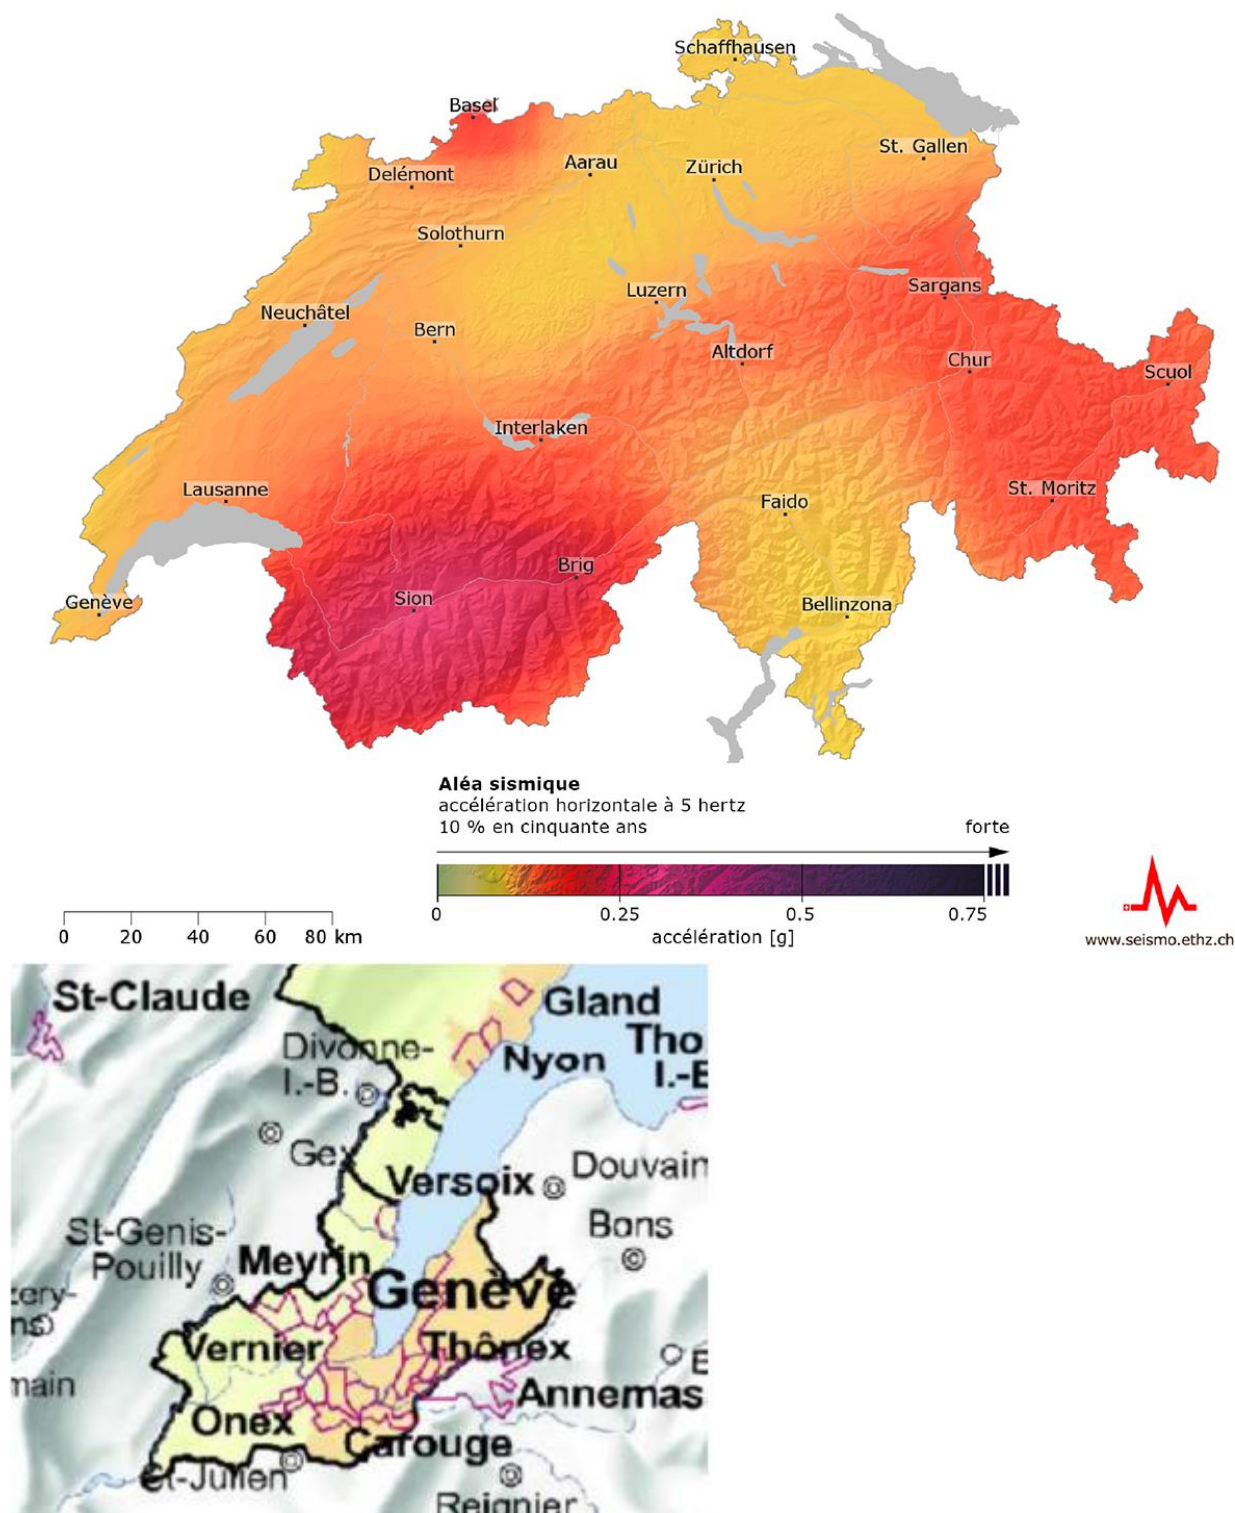 Schaffhausen
Basel
St. Gallen
Aarau
Zürich
Delémont
Solothurn
Sargans
Luzern
Neuchâtel
Bern
Altdorf
Chur
Scuol
Interlaken
Lausanne
St. Moritz
Faido
Brig
Sion
Genève
Bellinzona
Aléa sismique
accélération horizontale à 5 hertz
10 % en cinquante ans
forte
0 0.25 0.5 0.75
accélération [g]
0 20 40 60 80 km
www.seismo.ethz.ch
St-Claude
Gland
Divonne-
l.-B.
Nyon
Tho
l.-B
Gex
Versoix
Douvain
Bons
St-Genis-
Pouilly
Meyrin
Genève
Vernier
Thônex
main
Annemas
Onex
Carouge
St-Julien
Reignier